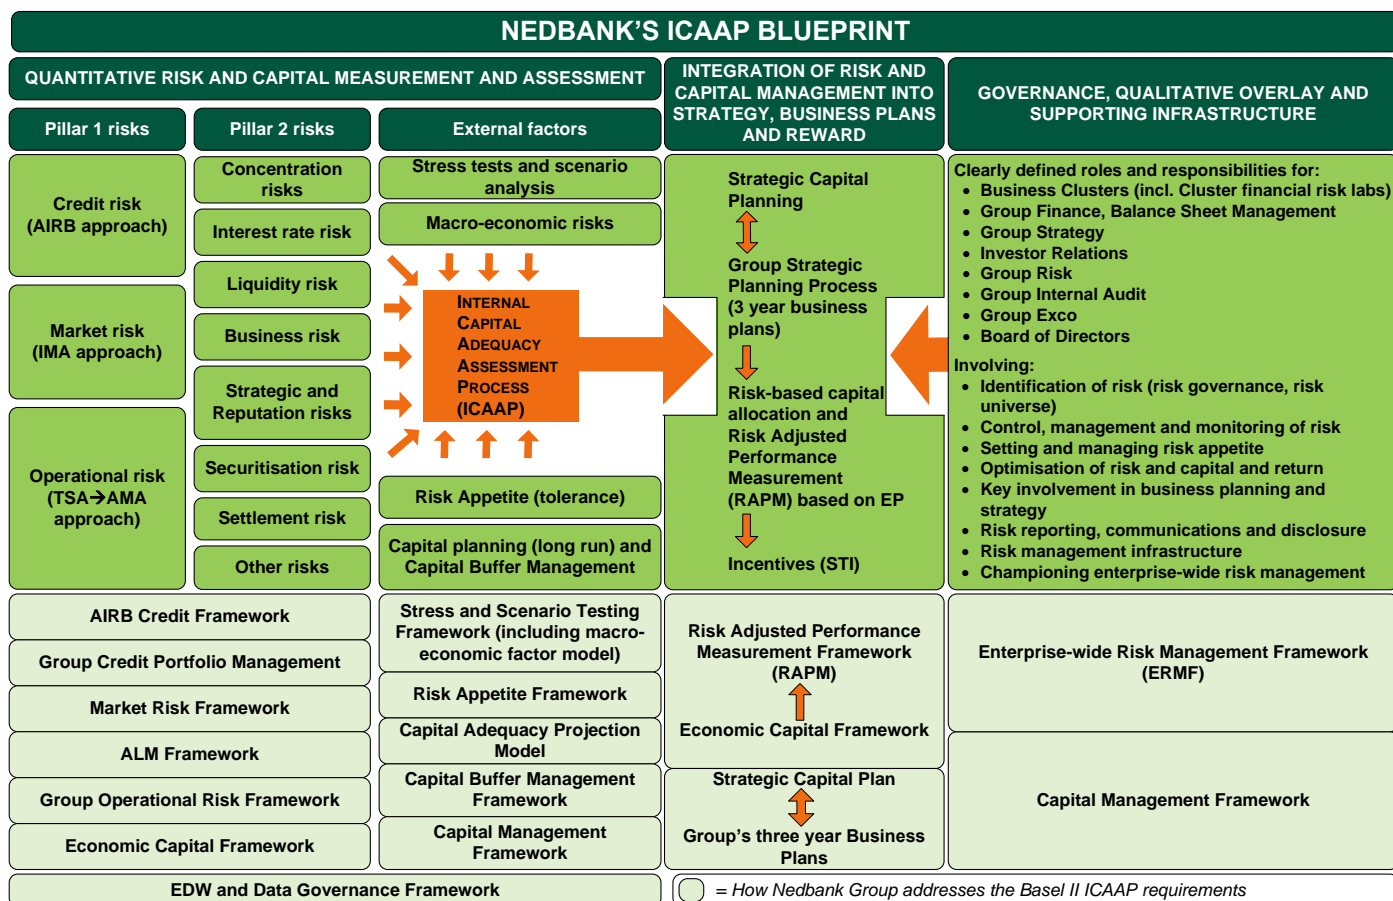 NEDBANK'S ICAAP BLUEPRINT
QUANTITATIVE RISK AND CAPITAL MEASUREMENT AND ASSESSMENT
INTEGRATION OF RISK AND
CAPITAL MANAGEMENT INTO
STRATEGY, BUSINESS PLANS
AND REWARD
GOVERNANCE, QUALITATIVE OVERLAY AND
SUPPORTING INFRASTRUCTURE
Pillar 1 risks
Pillar 2 risks
External factors
Credit risk
(AIRB approach)
Market risk
(IMA approach)
Operational risk
(TSA→AMA
approach)
Concentration
risks
Interest rate risk
Liquidity risk
Business risk
Strategic and
Reputation risks
Securitisation risk
Settlement risk
Other risks
Stress tests and scenario
analysis
Macro-economic risks
INTERNAL
CAPITAL
ADEQUACY
ASSESSMENT
PROCESS
(ICAAP)
Risk Appetite (tolerance)
Capital planning (long run) and
Capital Buffer Management
Strategic Capital
Planning
Group Strategic
Planning Process
(3 year business
plans)
Risk-based capital
allocation and
Risk Adjusted
Performance
Measurement
(RAPM) based on EP
Incentives (STI)
Clearly defined roles and responsibilities for:
• Business Clusters (incl. Cluster financial risk labs)
• Group Finance, Balance Sheet Management
• Group Strategy
• Investor Relations
• Group Risk
• Group Internal Audit
• Group Exco
• Board of Directors
Involving:
• Identification of risk (risk governance, risk
universe)
• Control, management and monitoring of risk
• Setting and managing risk appetite
• Optimisation of risk and capital and return
• Key involvement in business planning and
strategy
• Risk reporting, communications and disclosure
• Risk management infrastructure
• Championing enterprise-wide risk management
AIRB Credit Framework
Group Credit Portfolio Management
Market Risk Framework
ALM Framework
Group Operational Risk Framework
Economic Capital Framework
Stress and Scenario Testing
Framework (including macro-
economic factor model)
Risk Appetite Framework
Capital Adequacy Projection
Model
Capital Buffer Management
Framework
Capital Management
Framework
Risk Adjusted Performance
Measurement Framework
(RAPM)
Economic Capital Framework
Strategic Capital Plan
Group's three year Business
Plans
Enterprise-wide Risk Management Framework
(ERMF)
Capital Management Framework
EDW and Data Governance Framework
= How Nedbank Group addresses the Basel II ICAAP requirements